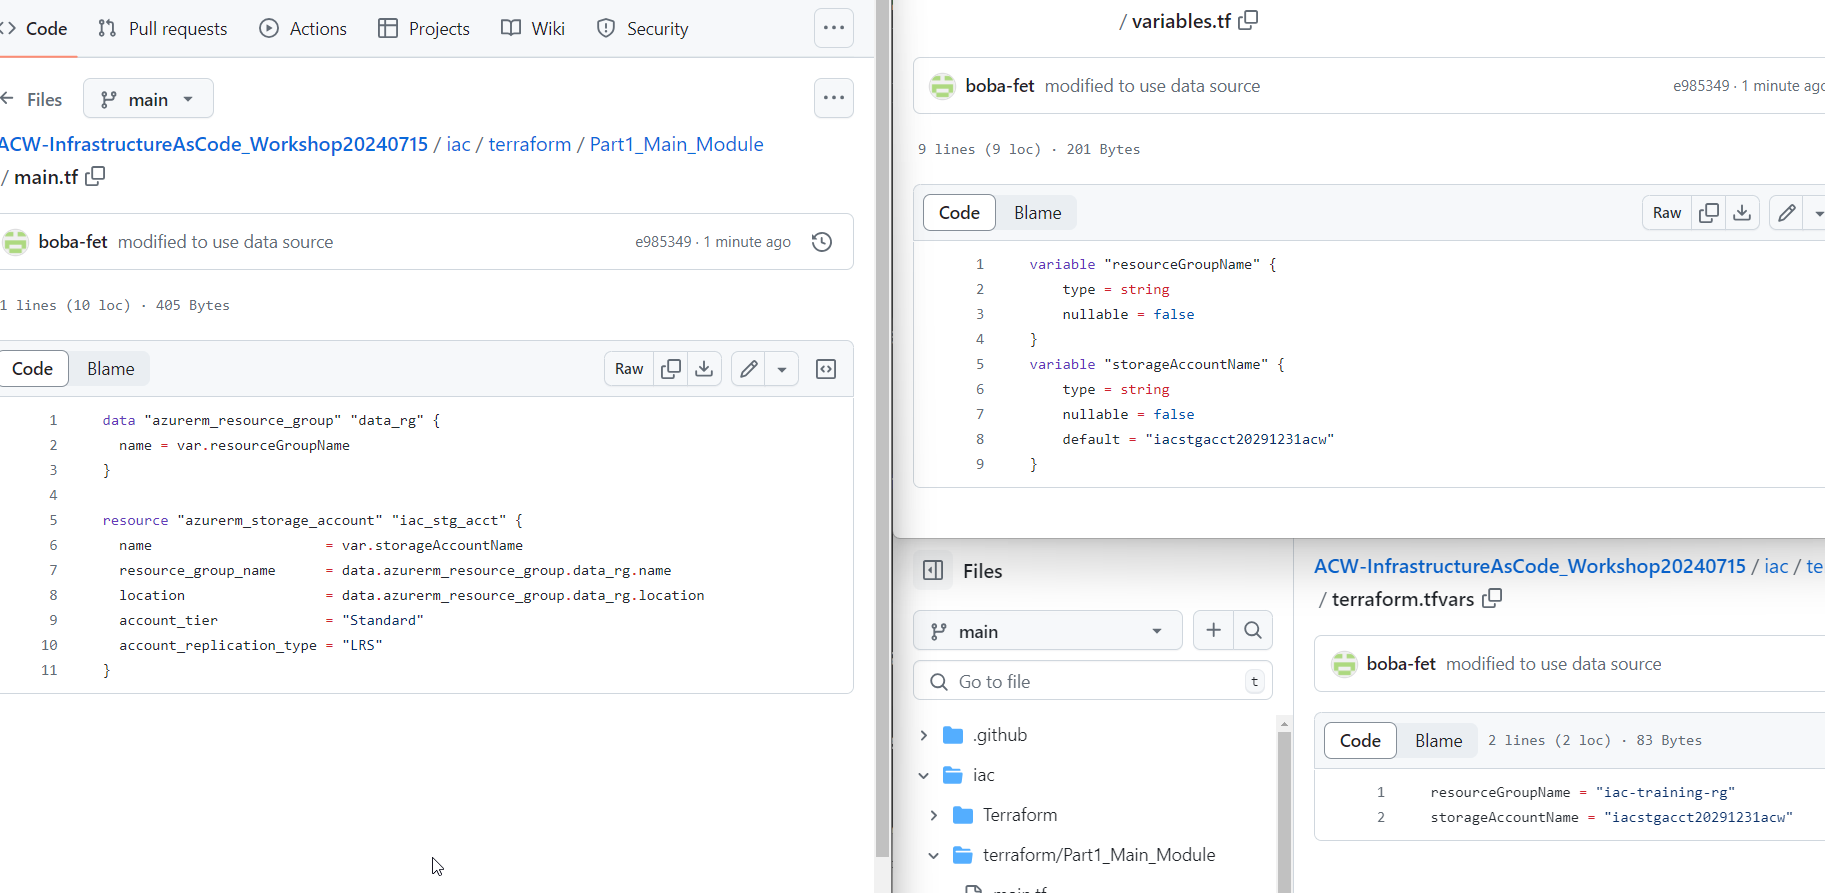 Code Pull requests Actions Projects Wiki Security ...
Files main ...
ACW-InfrastructureAsCode_Workshop20240715 / iac / terraform / Part1_Main_Module
/ main.tf
boba-fet modified to use data source e985349 · 1 minute ago
1 lines (10 loc) · 405 Bytes
Code Blame Raw
1 data "azurerm_resource_group" "data_rg" {
2 name = var.resourceGroupName
3 }
4
5 resource "azurerm_storage_account" "iac_stg_acct" {
6 name = var.storageAccountName
7 resource_group_name = data.azurerm_resource_group.data_rg.name
8 location = data.azurerm_resource_group.data_rg.location
9 account_tier = "Standard"
10 account_replication_type = "LRS"
11 }
/ variables.tf
boba-fet modified to use data source e985349 · 1 minute ago
9 lines (9 loc) · 201 Bytes
Code Blame Raw
1 variable "resourceGroupName" {
2 type = string
3 nullable = false
4 }
5 variable "storageAccountName" {
6 type = string
7 nullable = false
8 default = "iacstgacct20291231acw"
9 }
Files
main
Go to file t
.github
iac
Terraform
terraform/Part1_Main_Module
main.tf
ACW-InfrastructureAsCode_Workshop20240715 / iac / te
/ terraform.tfvars
boba-fet modified to use data source
Code Blame 2 lines (2 loc) · 83 Bytes
1 resourceGroupName = "iac-training-rg"
2 storageAccountName = "iacstgacct20291231acw"